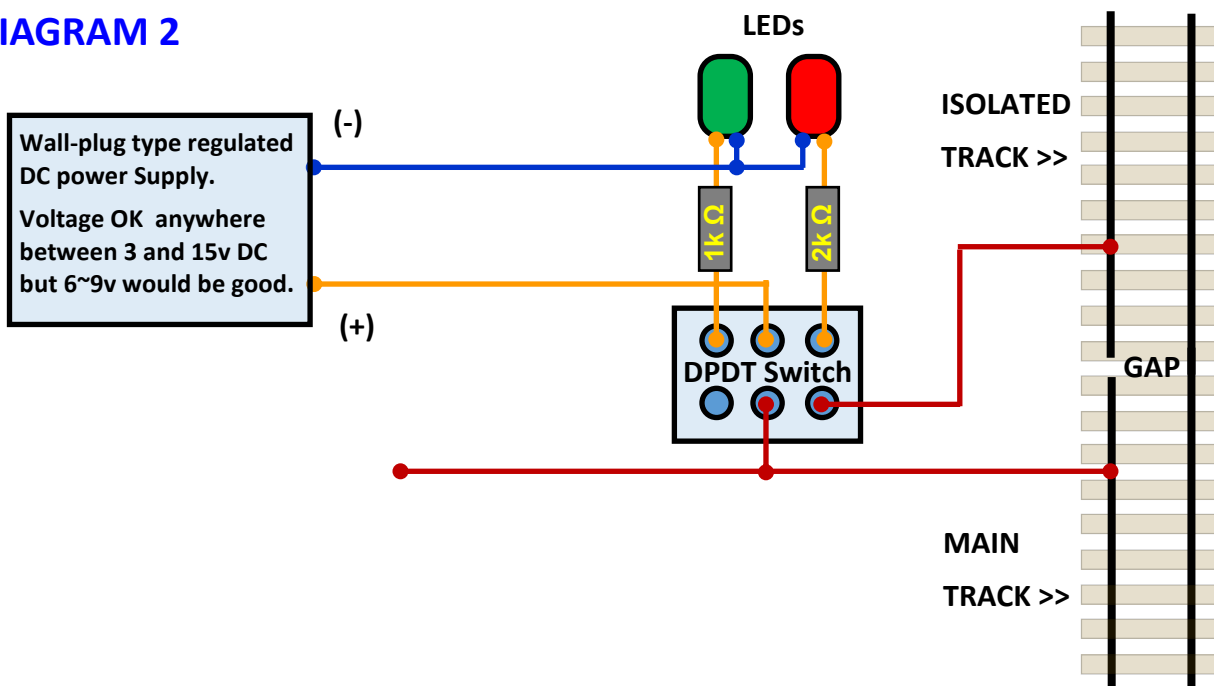 IAGRAM 2
LEDs
(-)
Wall-plug type regulated
DC power Supply.
Voltage OK anywhere
between 3 and 15v DC
but 6~9v would be good.
(+)
1k Ω
2k Ω
DPDT Switch
ISOLATED
TRACK >>
GAP
MAIN
TRACK >>